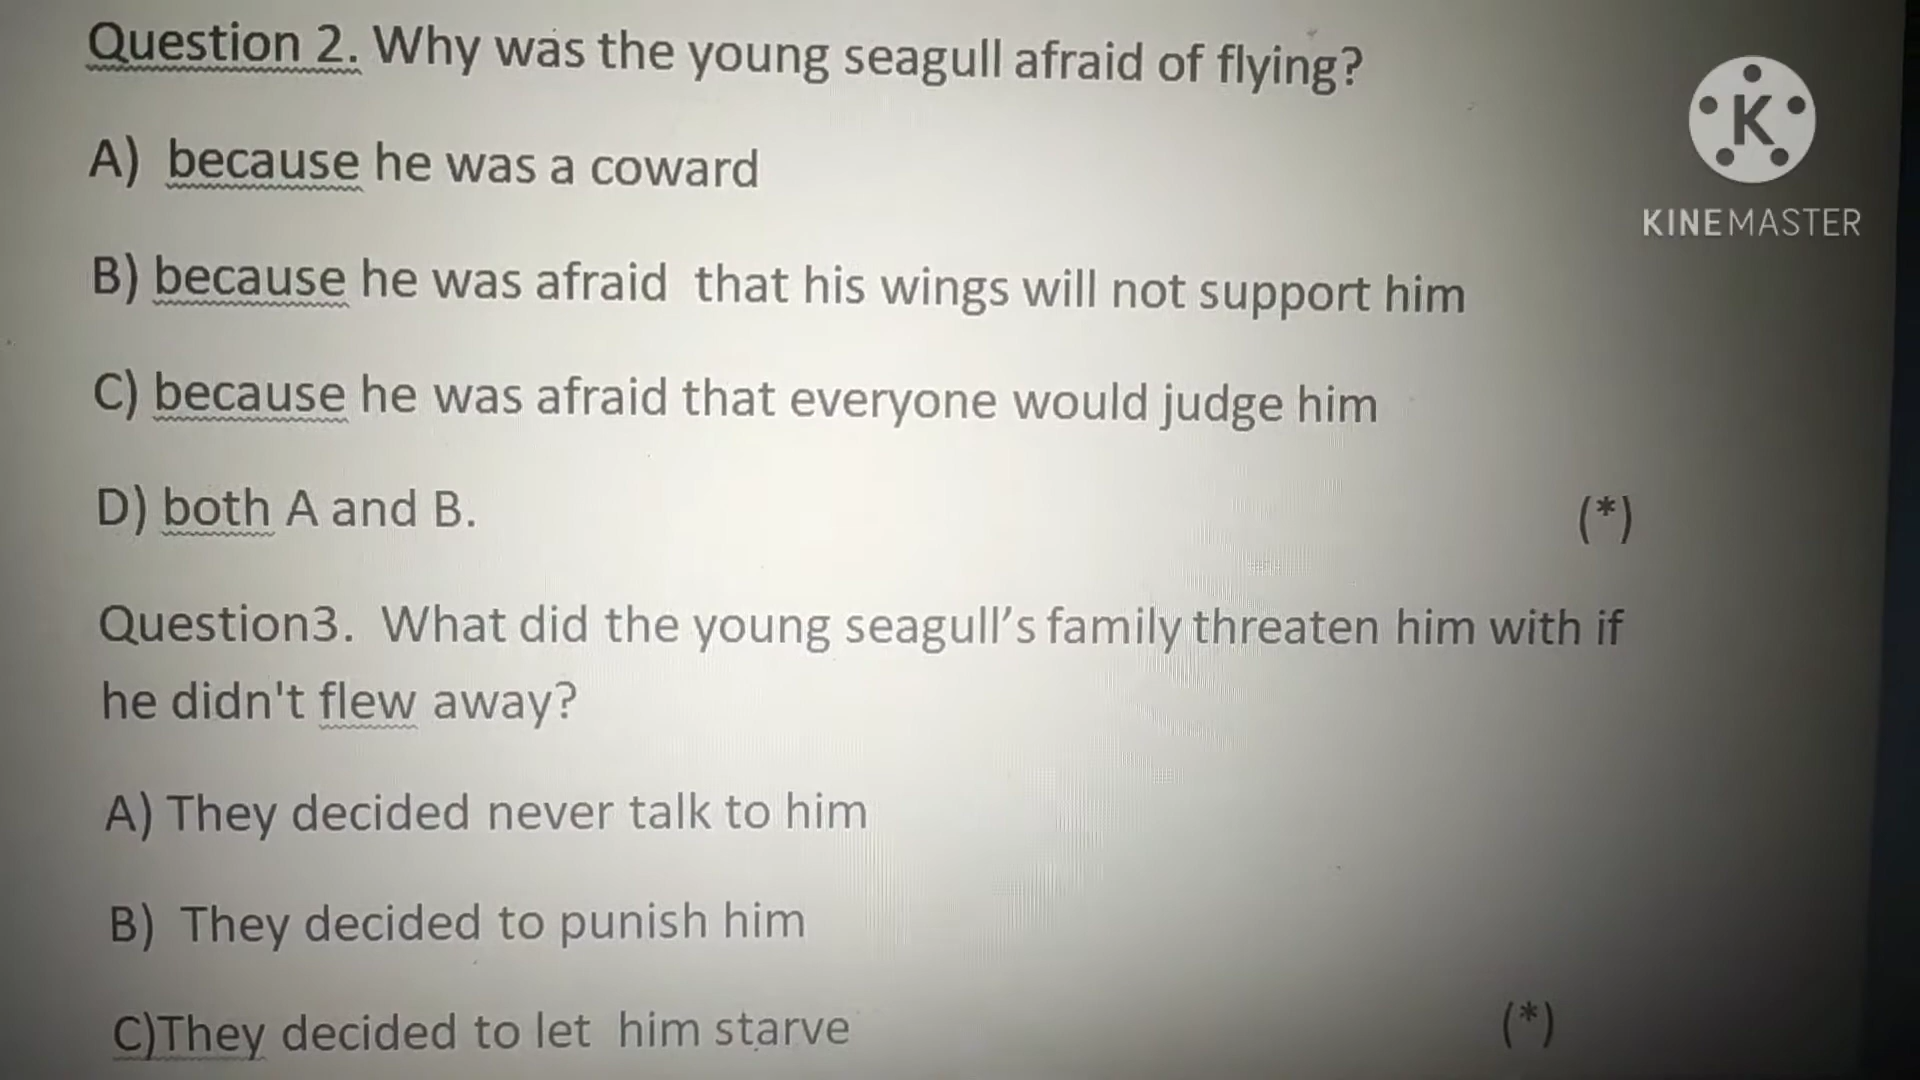 Question 2. Why was the young seagull afraid of flying?
A) because he was a coward
B) because he was afraid that his wings will not support him
C) because he was afraid that everyone would judge him
D) both A and B. (*)
Question3. What did the young seagull's family threaten him with if
he didn't flew away?
A) They decided never talk to him
B) They decided to punish him
C)They decided to let him starve (*)
K
KINEMASTER